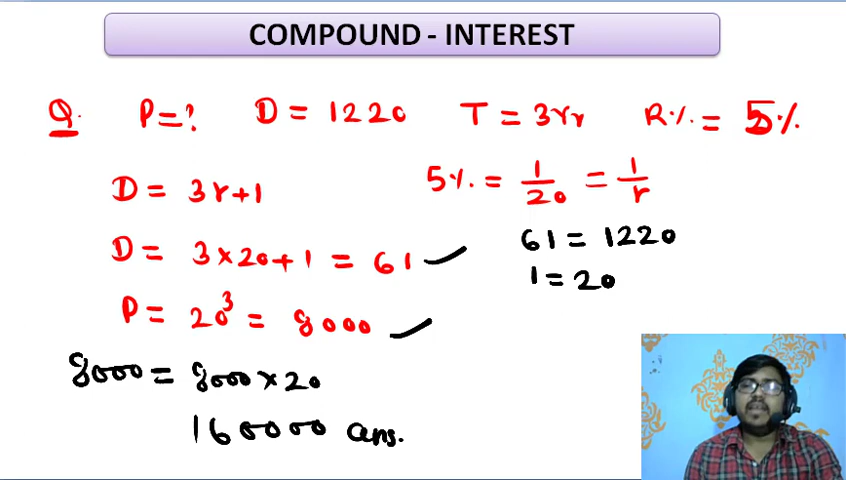 COMPOUND - INTEREST
Q. P=? D = 1220 T = 3yr R% = 5%
D = 3r+1 5% = 1/20 = 1/r
D = 3×20+1 = 61 61 = 1220
1 = 20
P = 20³ = 8000
8000 = 8000×20
160000 ans.